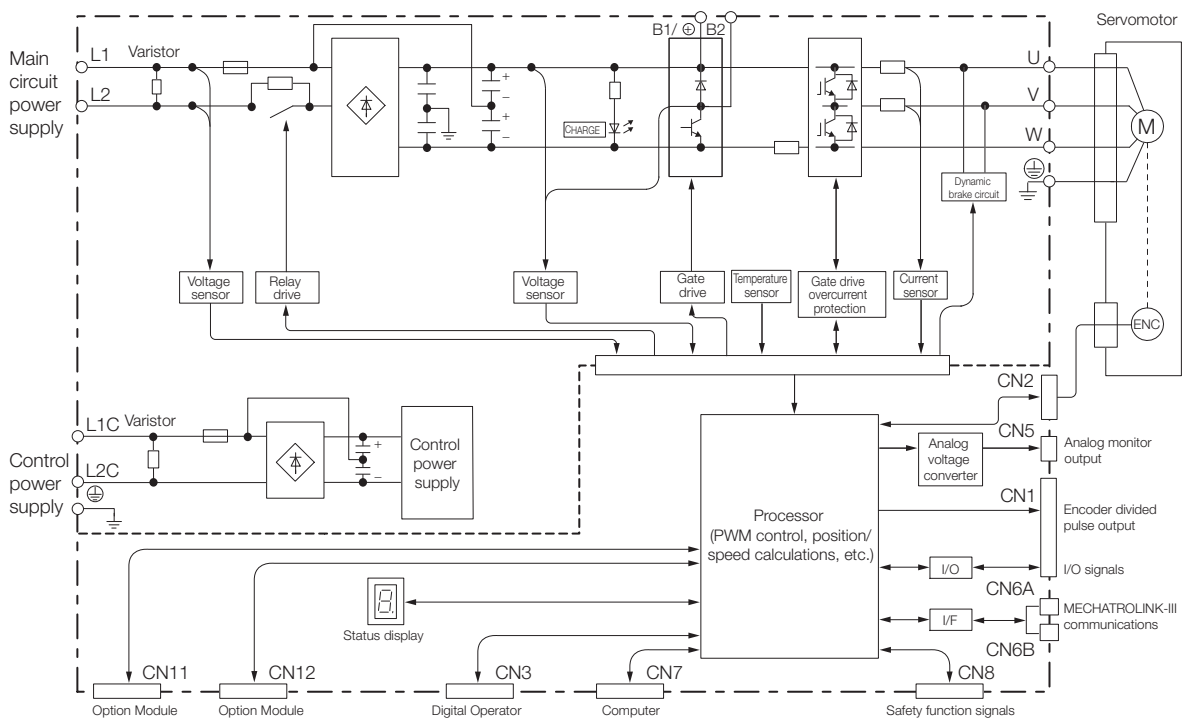 Servomotor
B1/ ⊕ B2
Main
circuit
power
supply
L1
Varistor
L2
CHARGE
+
−
+
−
U
V
W
M
Dynamic
brake circuit
Voltage
sensor
Relay
drive
Voltage
sensor
Gate
drive
Temperature
sensor
Gate drive
overcurrent
protection
Current
sensor
ENC
CN2
L1C
Varistor
+
−
L2C
Control
power
supply
Control
power
supply
Processor
(PWM control, position/
speed calculations, etc.)
Analog
voltage
converter
CN5
Analog monitor
output
CN1
Encoder divided
pulse output
I/O
I/O signals
CN6A
I/F
MECHATROLINK-III
communications
CN6B
8.
Status display
CN11
CN12
CN3
CN7
CN8
Option Module
Option Module
Digital Operator
Computer
Safety function signals